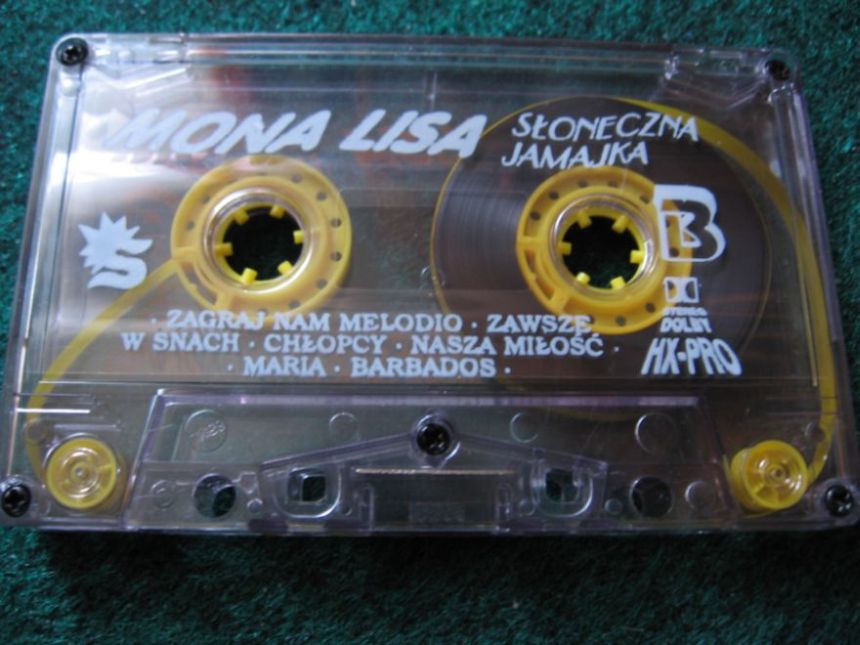 MONA LISA
SŁONECZNA
JAMAJKA
B
S
STEREO
DOLBY
HX·PRO
· ZAGRAJ NAM MELODIO · ZAWSZE
W SNACH · CHŁOPCY · NASZA MIŁOŚĆ ·
· MARIA · BARBADOS ·